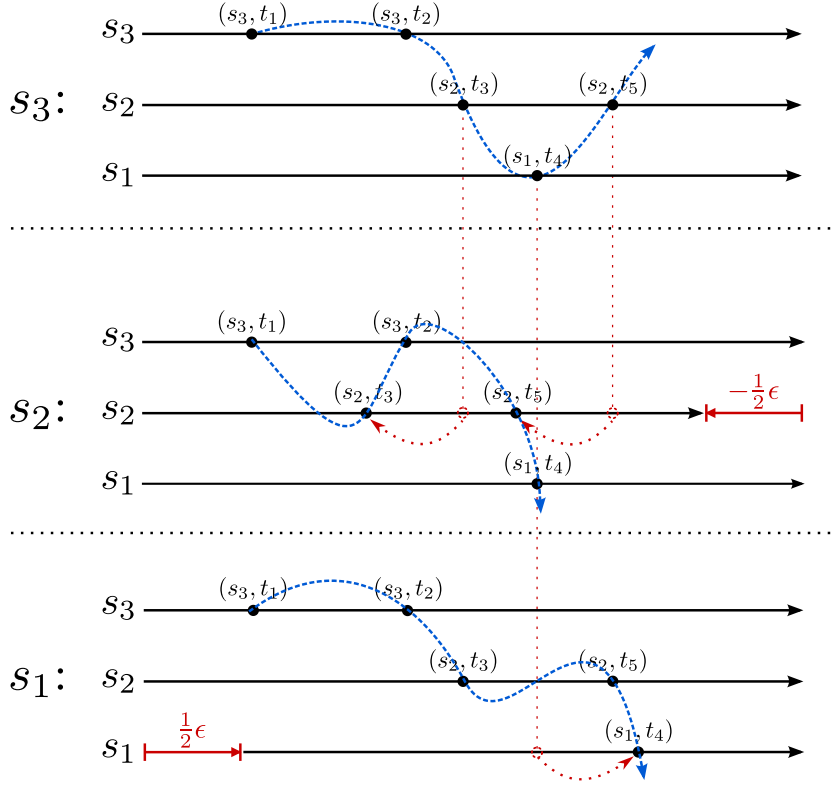 s₃ (s₃, t₁) (s₃, t₂)
s₃: s₂ (s₂, t₃) (s₂, t₅)
s₁ (s₁, t₄)
s₃ (s₃, t₁) (s₃, t₂)
s₂: s₂ (s₂, t₃) (s₂, t₅) −½ϵ
s₁ (s₁, t₄)
s₃ (s₃, t₁) (s₃, t₂)
s₁: s₂ (s₂, t₃) (s₂, t₅)
s₁ ½ϵ (s₁, t₄)